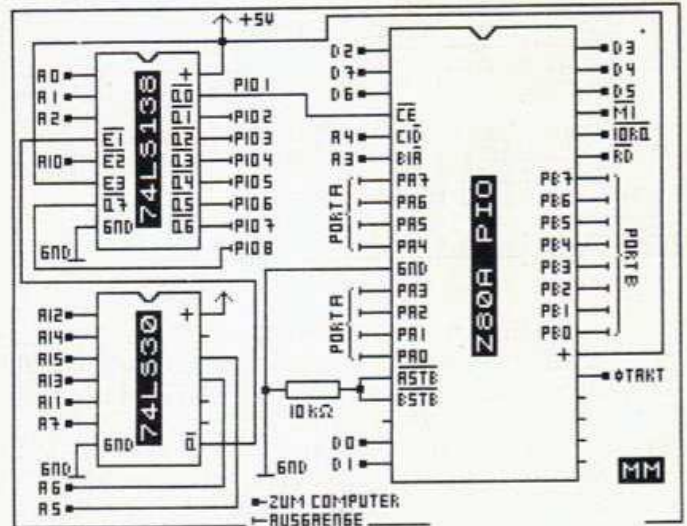 +5V
A0
A1
A2
E1
A10
E2
E3
Q7
GND
GND
74LS138
+
Q0
Q1
Q2
Q3
Q4
Q5
Q6
PIO 1
PIO 2
PIO 3
PIO 4
PIO 5
PIO 6
PIO 7
PIO 8
A12
A14
A15
A13
A11
A7
GND
GND
A6
A5
74LS30
+
Q
D2
D7
D6
CE
A4
C/D
A3
B/A
PA7
PA6
PA5
PA4
PORTA
GND
PA3
PA2
PA1
PA0
PORTA
ASTB
BSTB
10kΩ
D0
D1
GND
Z80A PIO
D3
D4
D5
M1
IORQ
RD
PB7
PB6
PB5
PB4
PB3
PB2
PB1
PB0
PORTB
+
ΦTAKT
MM
ZUM COMPUTER
AUSGAENGE